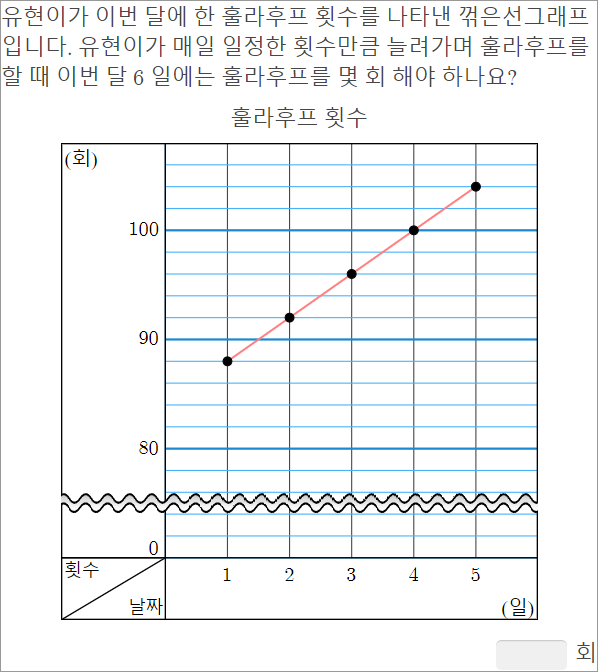 유현이가 이번 달에 한 훌라후프 횟수를 나타낸 꺾은선그래프
입니다. 유현이가 매일 일정한 횟수만큼 늘려가며 훌라후프를
할 때 이번 달 6 일에는 훌라후프를 몇 회 해야 하나요?
훌라후프 횟수
(회)
100
90
80
0
횟수
날짜
1 2 3 4 5
(일)
회